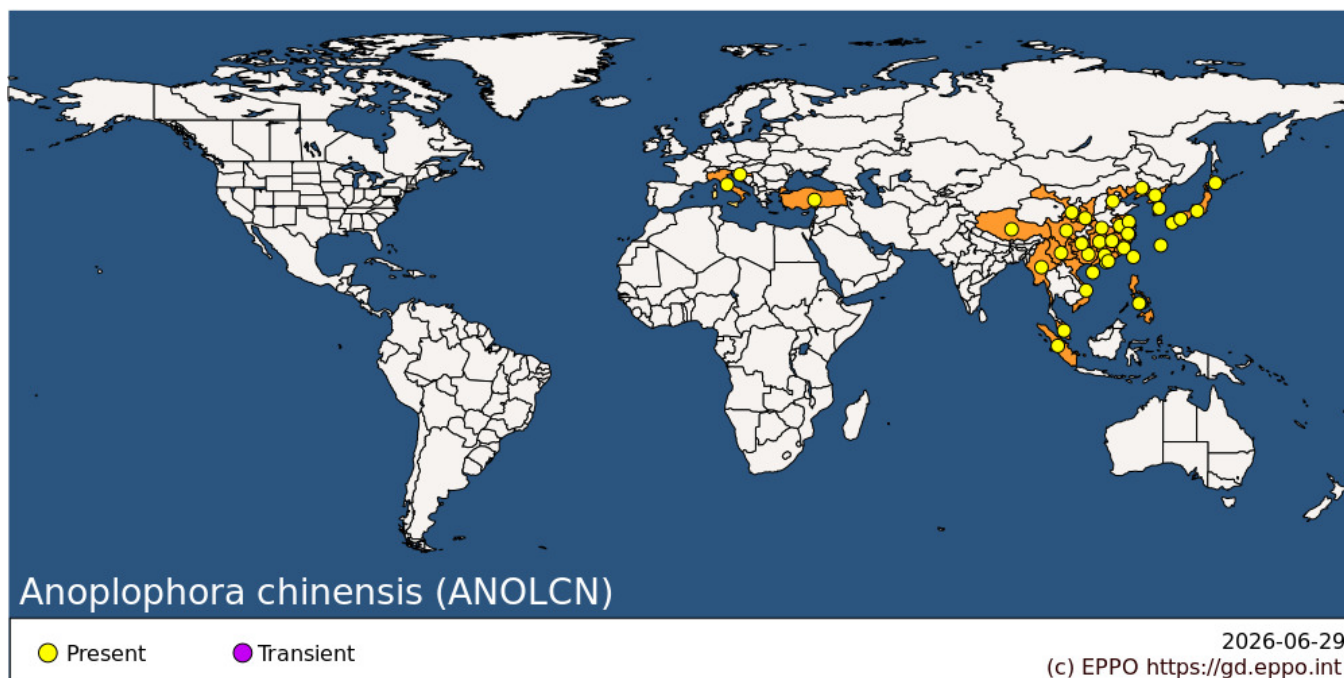 Anoplophora chinensis (ANOLCN)
Present
Transient
2026-06-29
(c) EPPO https://gd.eppo.int